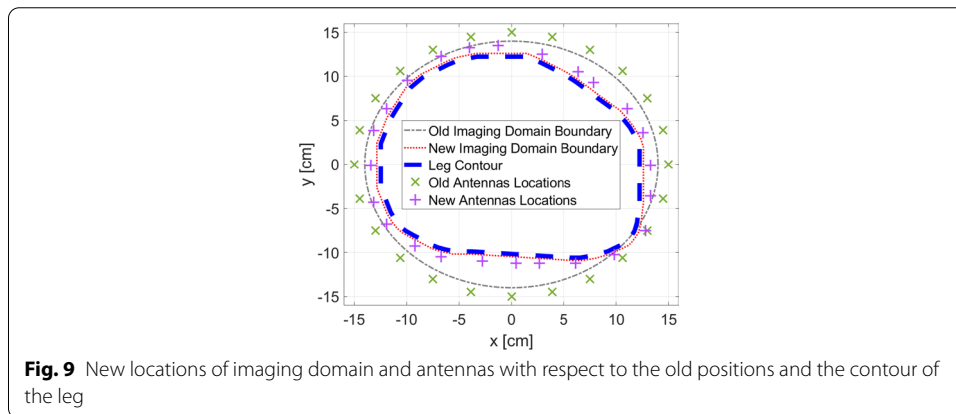 15
10
5
0
-5
-10
-15
y [cm]
Old Imaging Domain Boundary
New Imaging Domain Boundary
Leg Contour
Old Antennas Locations
New Antennas Locations
-15 -10 -5 0 5 10 15
x [cm]
Fig. 9 New locations of imaging domain and antennas with respect to the old positions and the contour of
the leg